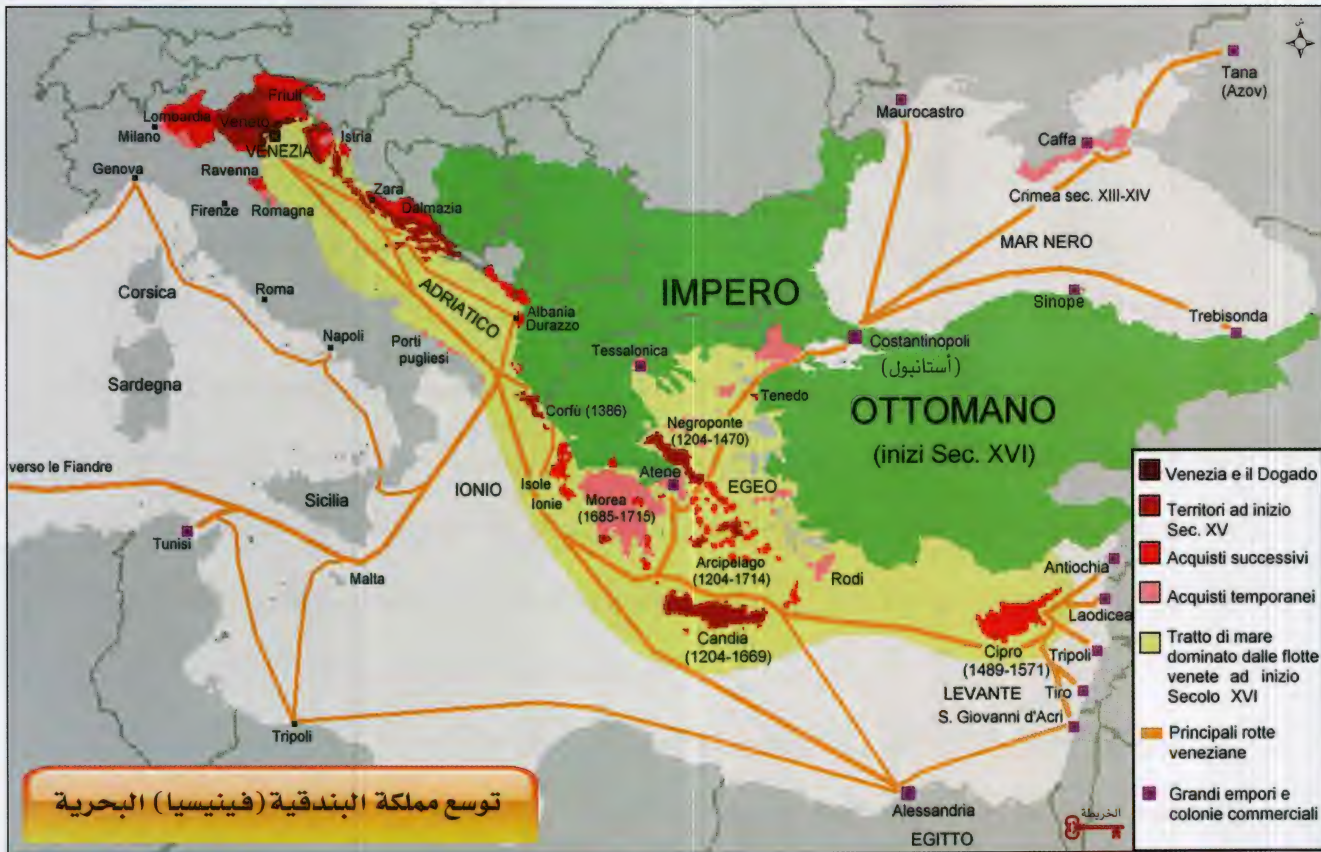 ش
Tana
(Azov)
Maurocastro
Caffa
Crimea sec. XIII-XIV
MAR NERO
Sinope
Trebisonda
Friuli
Lombardia
Veneto
Milano
VENEZIA
Istria
Genova
Ravenna
Zara
Firenze
Romagna
Dalmazia
Corsica
Roma
ADRIATICO
IMPERO
Albania
Durazzo
Napoli
Porti
pugliesi
Tessalonica
Costantinopoli
(أستانبول)
Sardegna
Tenedo
OTTOMANO
(inizi Sec. XVI)
Corfù (1386)
Negroponte
(1204-1470)
Atene
EGEO
verso le Fiandre
Sicilia
IONIO
Isole
Ionie
Morea
(1685-1715)
Tunisi
Malta
Arcipelago
(1204-1714)
Rodi
Antiochia
Laodicea
Candia
(1204-1669)
Cipro
(1489-1571)
Tripoli
LEVANTE
Tiro
S. Giovanni d'Acri
Tripoli
Alessandria
EGITTO
Venezia e il Dogado
Territori ad inizio
Sec. XV
Acquisti successivi
Acquisti temporanei
Tratto di mare
dominato dalle flotte
venete ad inizio
Secolo XVI
Principali rotte
veneziane
Grandi empori e
colonie commerciali
الخريطة
توسع مملكة البندقية (فينيسيا) البحرية